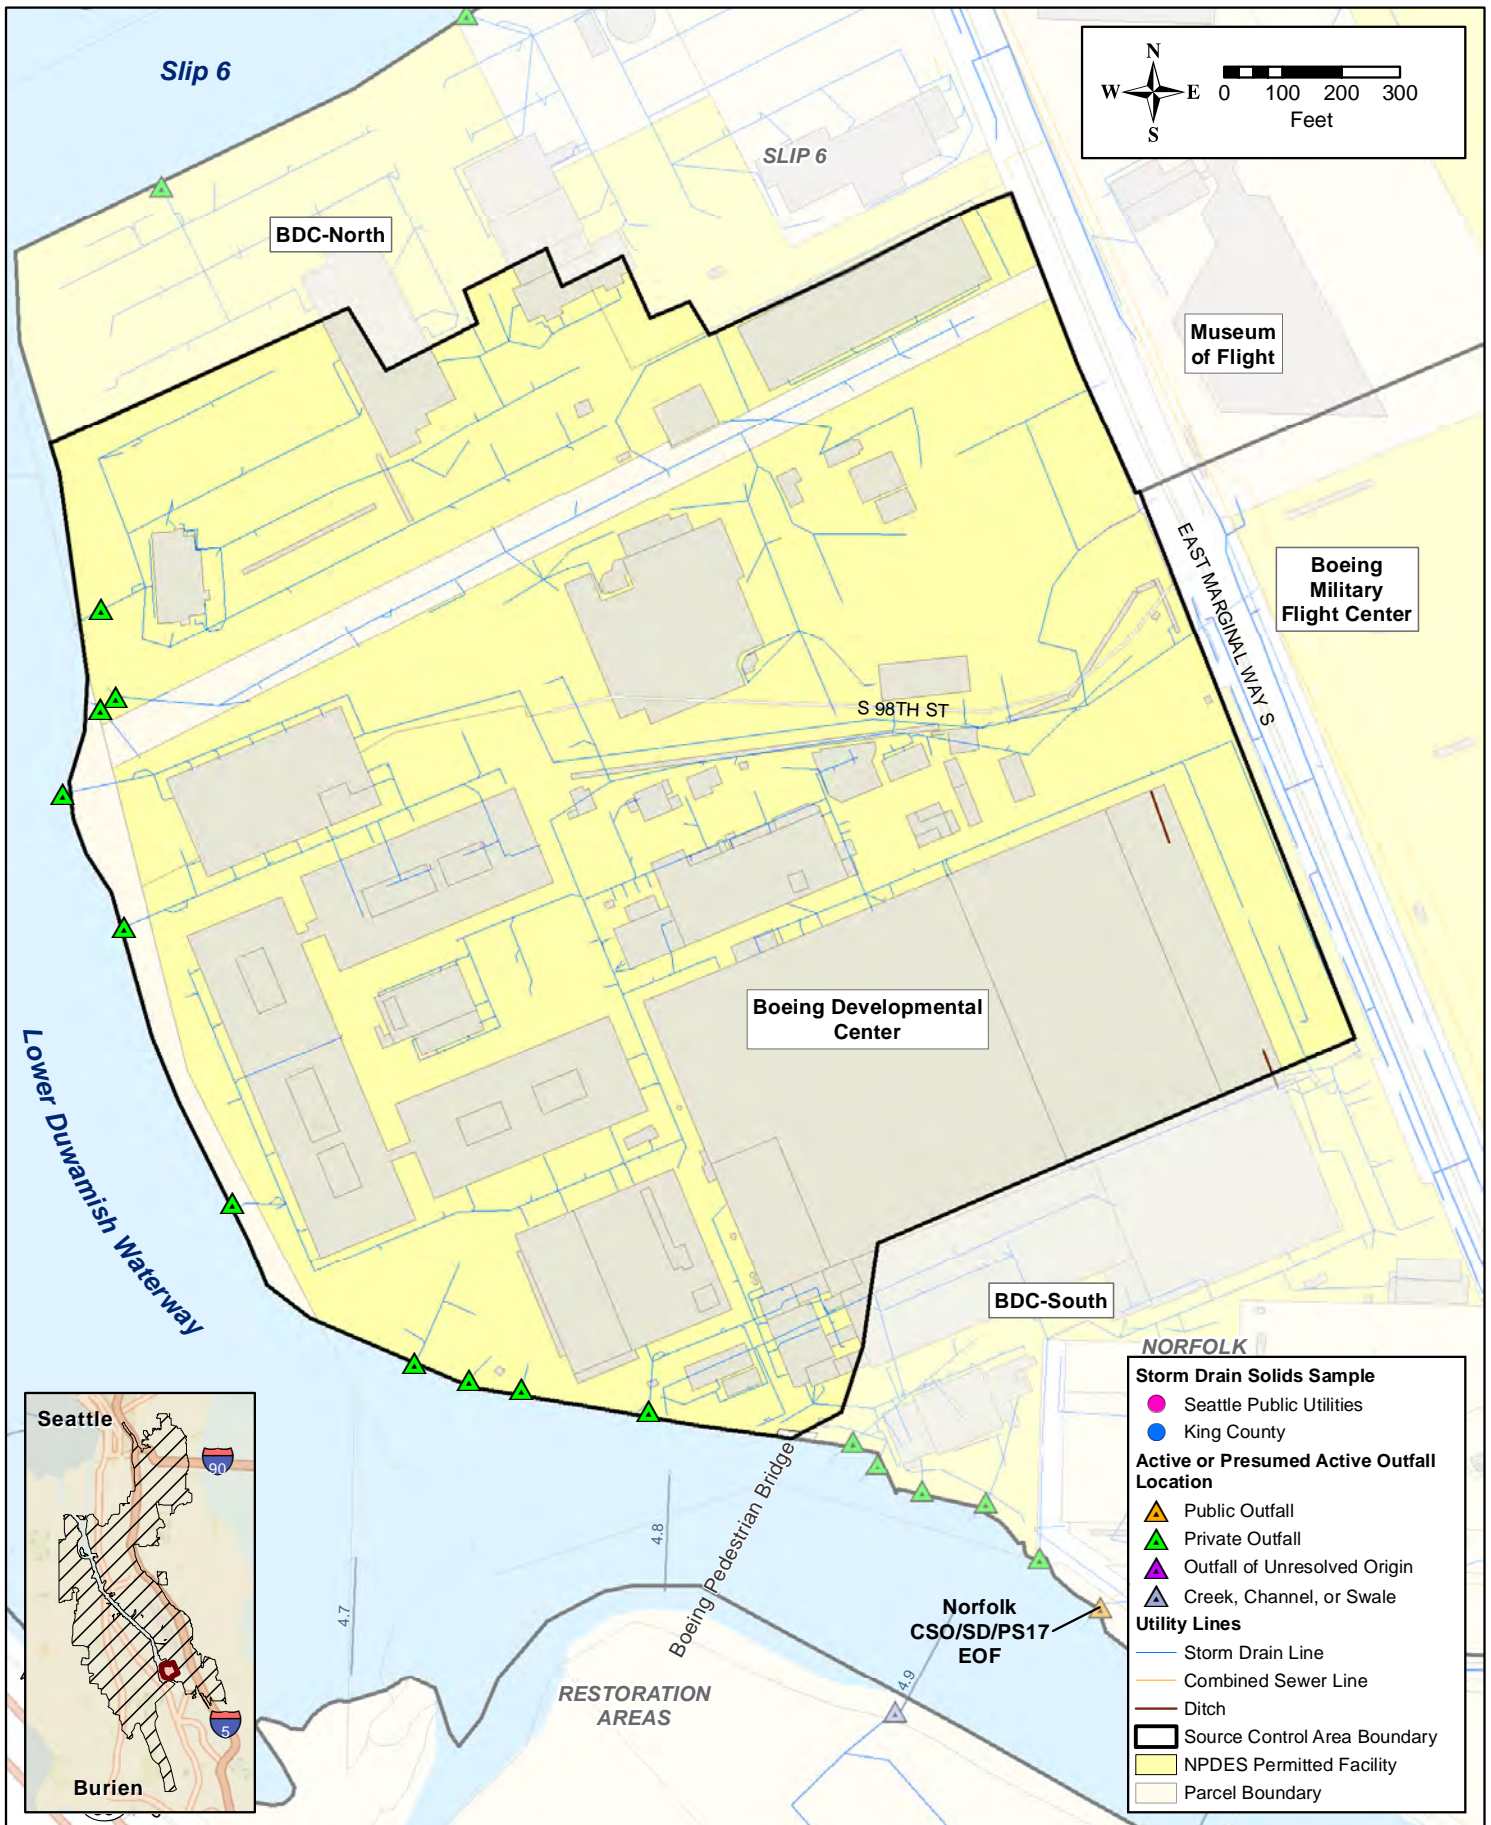 Slip 6
N
W
E
S
0 100 200 300
Feet
SLIP 6
BDC-North
Museum
of Flight
EAST MARGINAL WAY S
Boeing
Military
Flight Center
S 98TH ST
Boeing Developmental
Center
Lower Duwamish Waterway
BDC-South
NORFOLK
Boeing Pedestrian Bridge
4.7
4.8
4.9
Norfolk
CSO/SD/PS17
EOF
RESTORATION
AREAS
Seattle
90
5
Burien
Storm Drain Solids Sample
Seattle Public Utilities
King County
Active or Presumed Active Outfall
Location
Public Outfall
Private Outfall
Outfall of Unresolved Origin
Creek, Channel, or Swale
Utility Lines
Storm Drain Line
Combined Sewer Line
Ditch
Source Control Area Boundary
NPDES Permitted Facility
Parcel Boundary